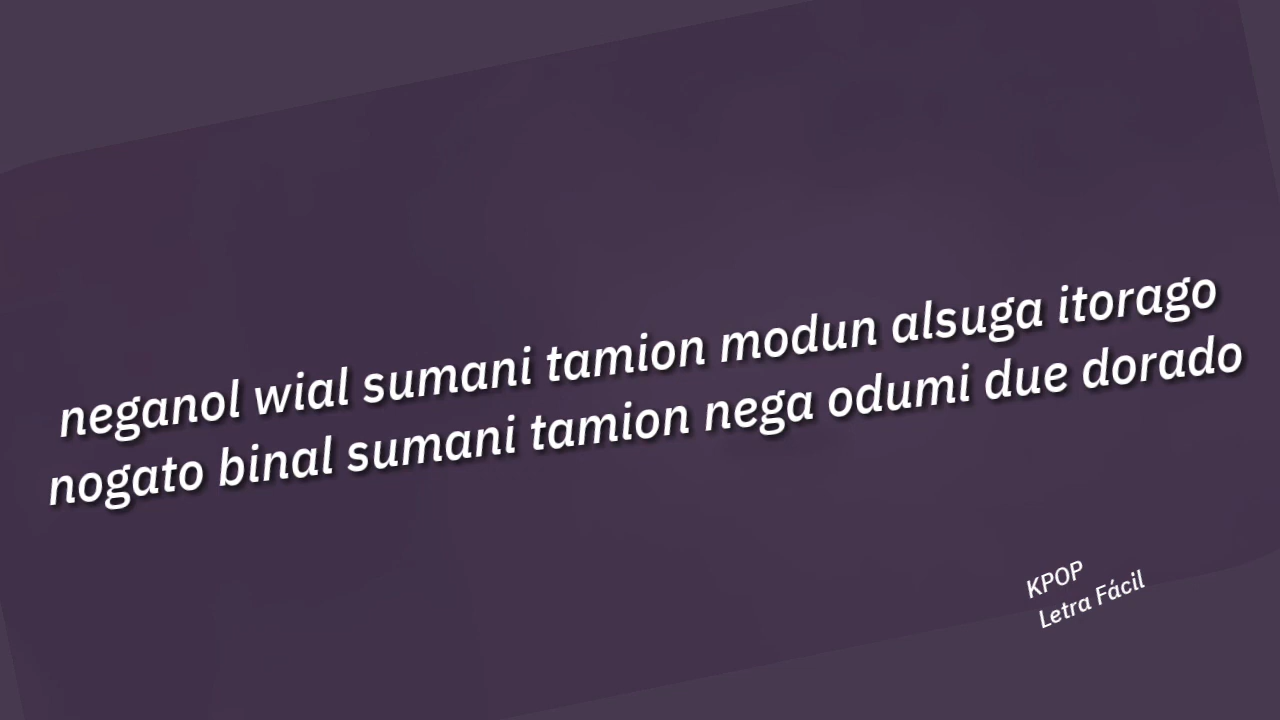 neganol wial sumani tamion modun alsuga itorago
nogato binal sumani tamion nega odumi due dorado
KPOP
Letra Fácil